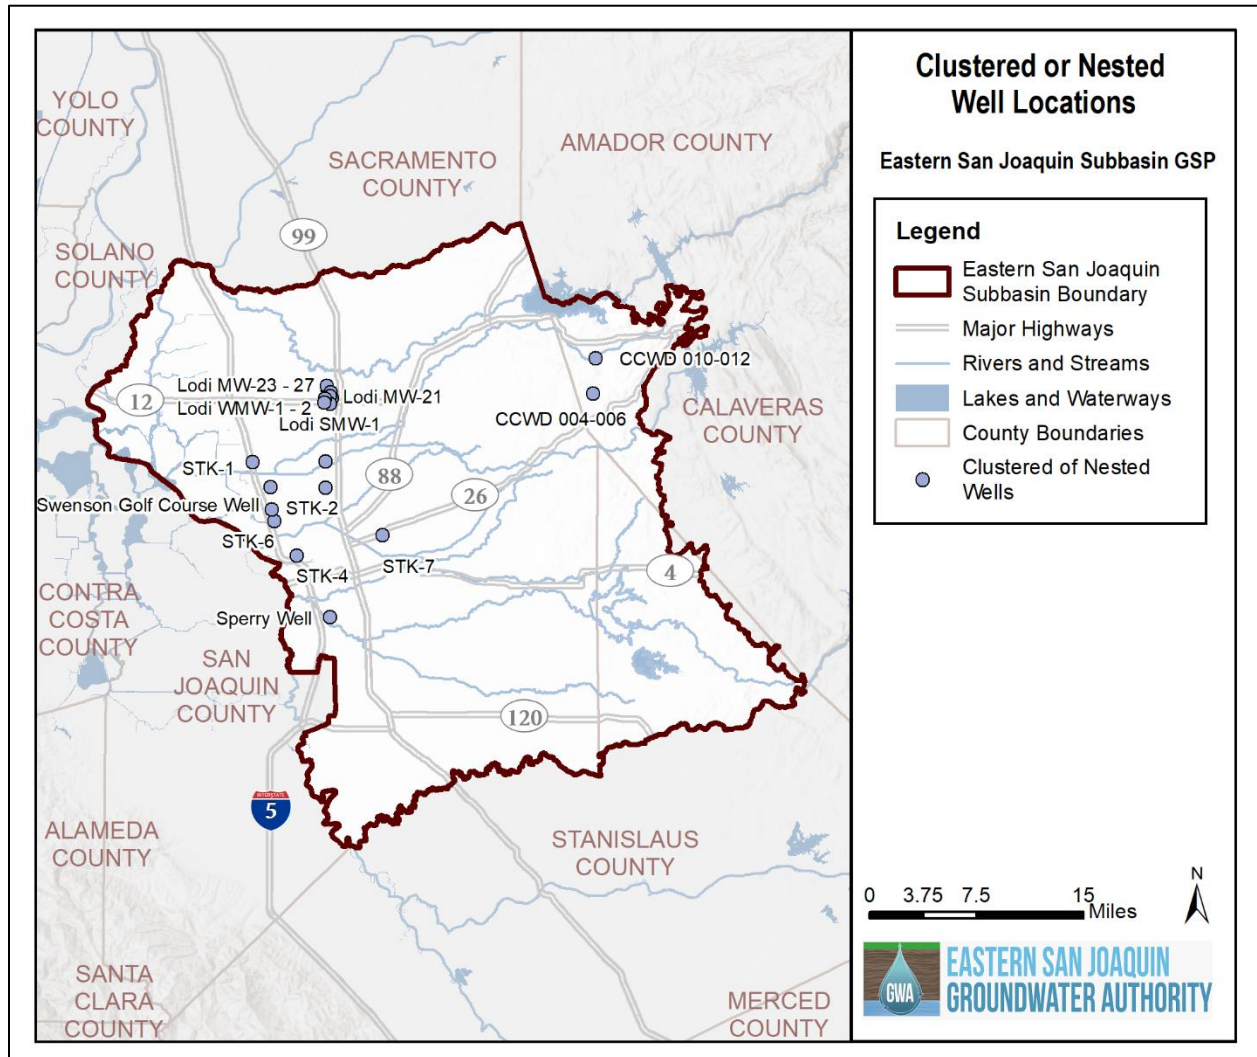 YOLO
COUNTY
AMADOR COUNTY
SACRAMENTO
COUNTY
99
SOLANO
COUNTY
CCWD 010-012
Lodi MW-23 - 27
Lodi MW-21
12
Lodi WMW-1 - 2
Lodi SMW-1
CCWD 004-006
CALAVERAS
COUNTY
STK-1
88
26
Swenson Golf Course Well
STK-2
STK-6
STK-4
STK-7
4
CONTRA
COSTA
COUNTY
Sperry Well
SAN
JOAQUIN
COUNTY
120
INTERSTATE
5
ALAMEDA
COUNTY
STANISLAUS
COUNTY
SANTA
CLARA
COUNTY
MERCED
COUNTY
Clustered or Nested
Well Locations
Eastern San Joaquin Subbasin GSP
Legend
Eastern San Joaquin
Subbasin Boundary
Major Highways
Rivers and Streams
Lakes and Waterways
County Boundaries
Clustered of Nested
Wells
N
0 3.75 7.5 15
Miles
GWA
EASTERN SAN JOAQUIN
GROUNDWATER AUTHORITY